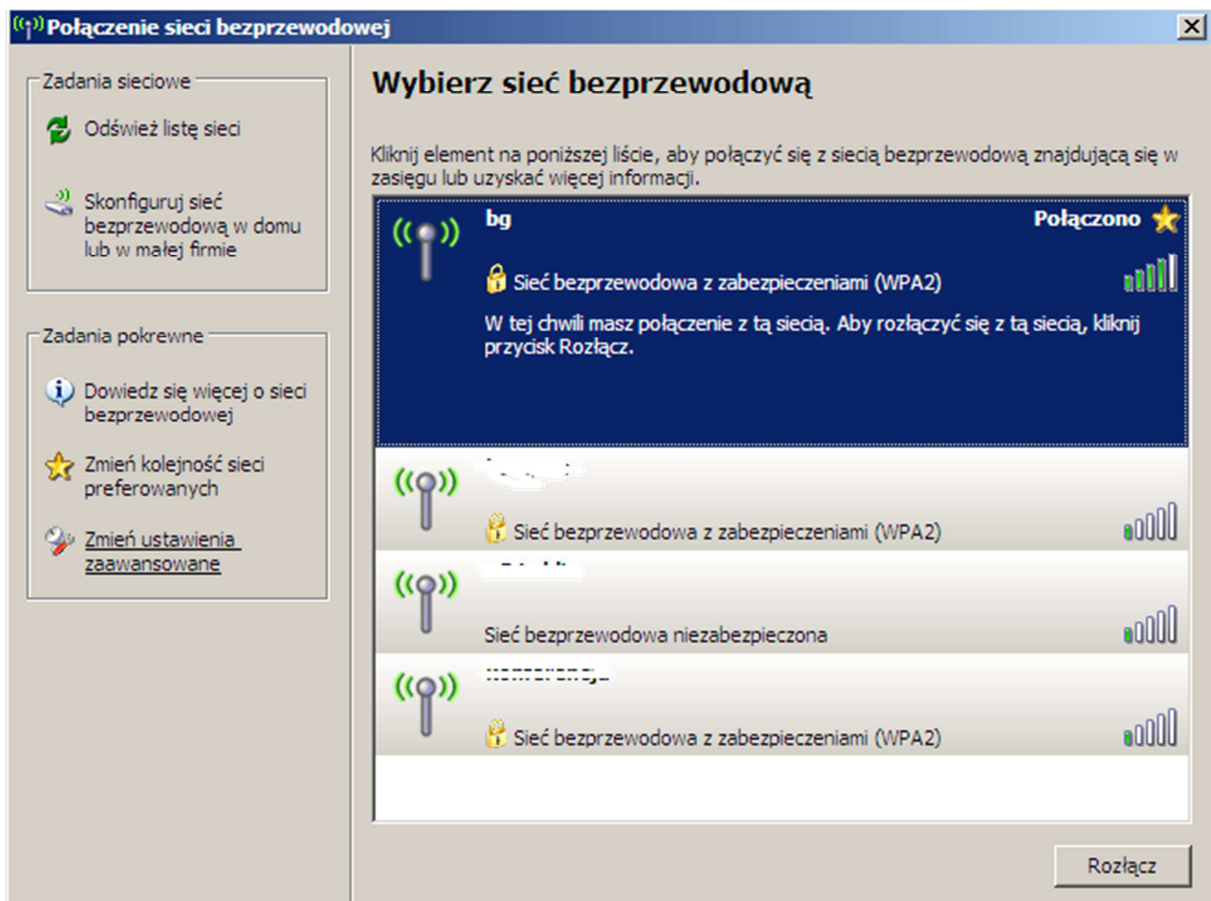 Połączenie sieci bezprzewodowej
Zadania sieciowe
Odśwież listę sieci
Skonfiguruj sieć
bezprzewodową w domu
lub w małej firmie
Zadania pokrewne
Dowiedz się więcej o sieci
bezprzewodowej
Zmień kolejność sieci
preferowanych
Zmień ustawienia
zaawansowane
Wybierz sieć bezprzewodową
Kliknij element na poniższej liście, aby połączyć się z siecią bezprzewodową znajdującą się w
zasięgu lub uzyskać więcej informacji.
bg Połączono
Sieć bezprzewodowa z zabezpieczeniami (WPA2)
W tej chwili masz połączenie z tą siecią. Aby rozłączyć się z tą siecią, kliknij
przycisk Rozłącz.
Sieć bezprzewodowa z zabezpieczeniami (WPA2)
Sieć bezprzewodowa niezabezpieczona
Sieć bezprzewodowa z zabezpieczeniami (WPA2)
Rozłącz